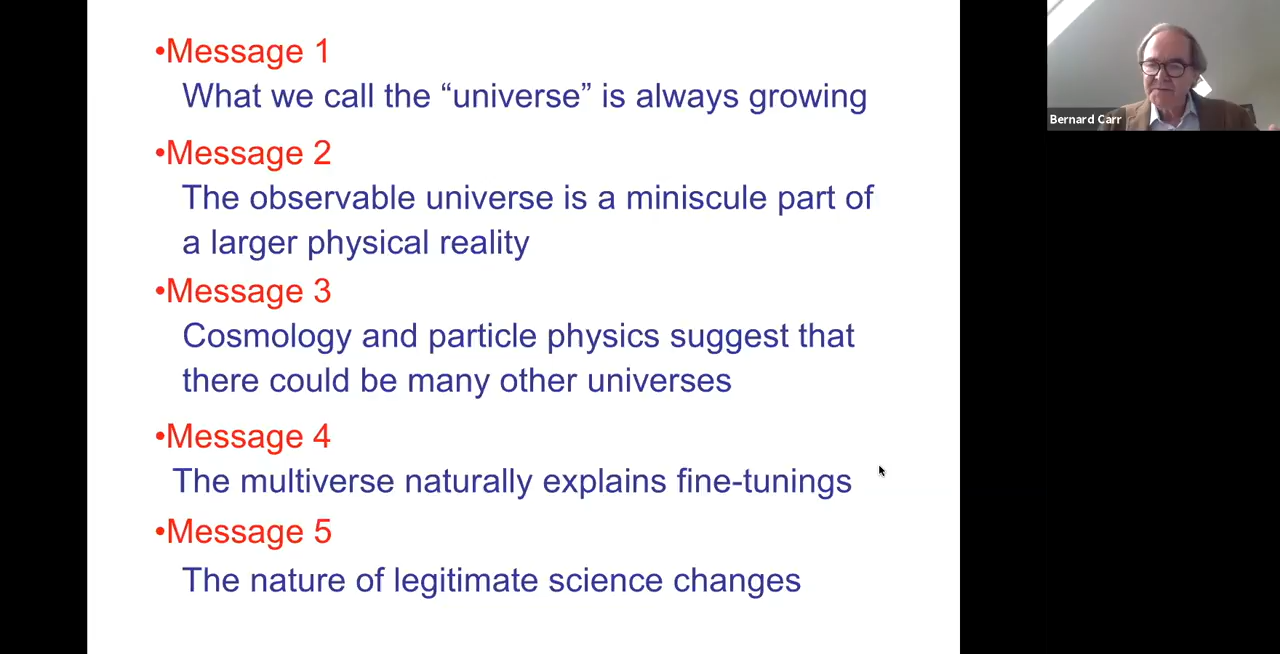 •Message 1
What we call the “universe” is always growing
•Message 2
The observable universe is a miniscule part of
a larger physical reality
•Message 3
Cosmology and particle physics suggest that
there could be many other universes
•Message 4
The multiverse naturally explains fine-tunings
•Message 5
The nature of legitimate science changes
Bernard Carr